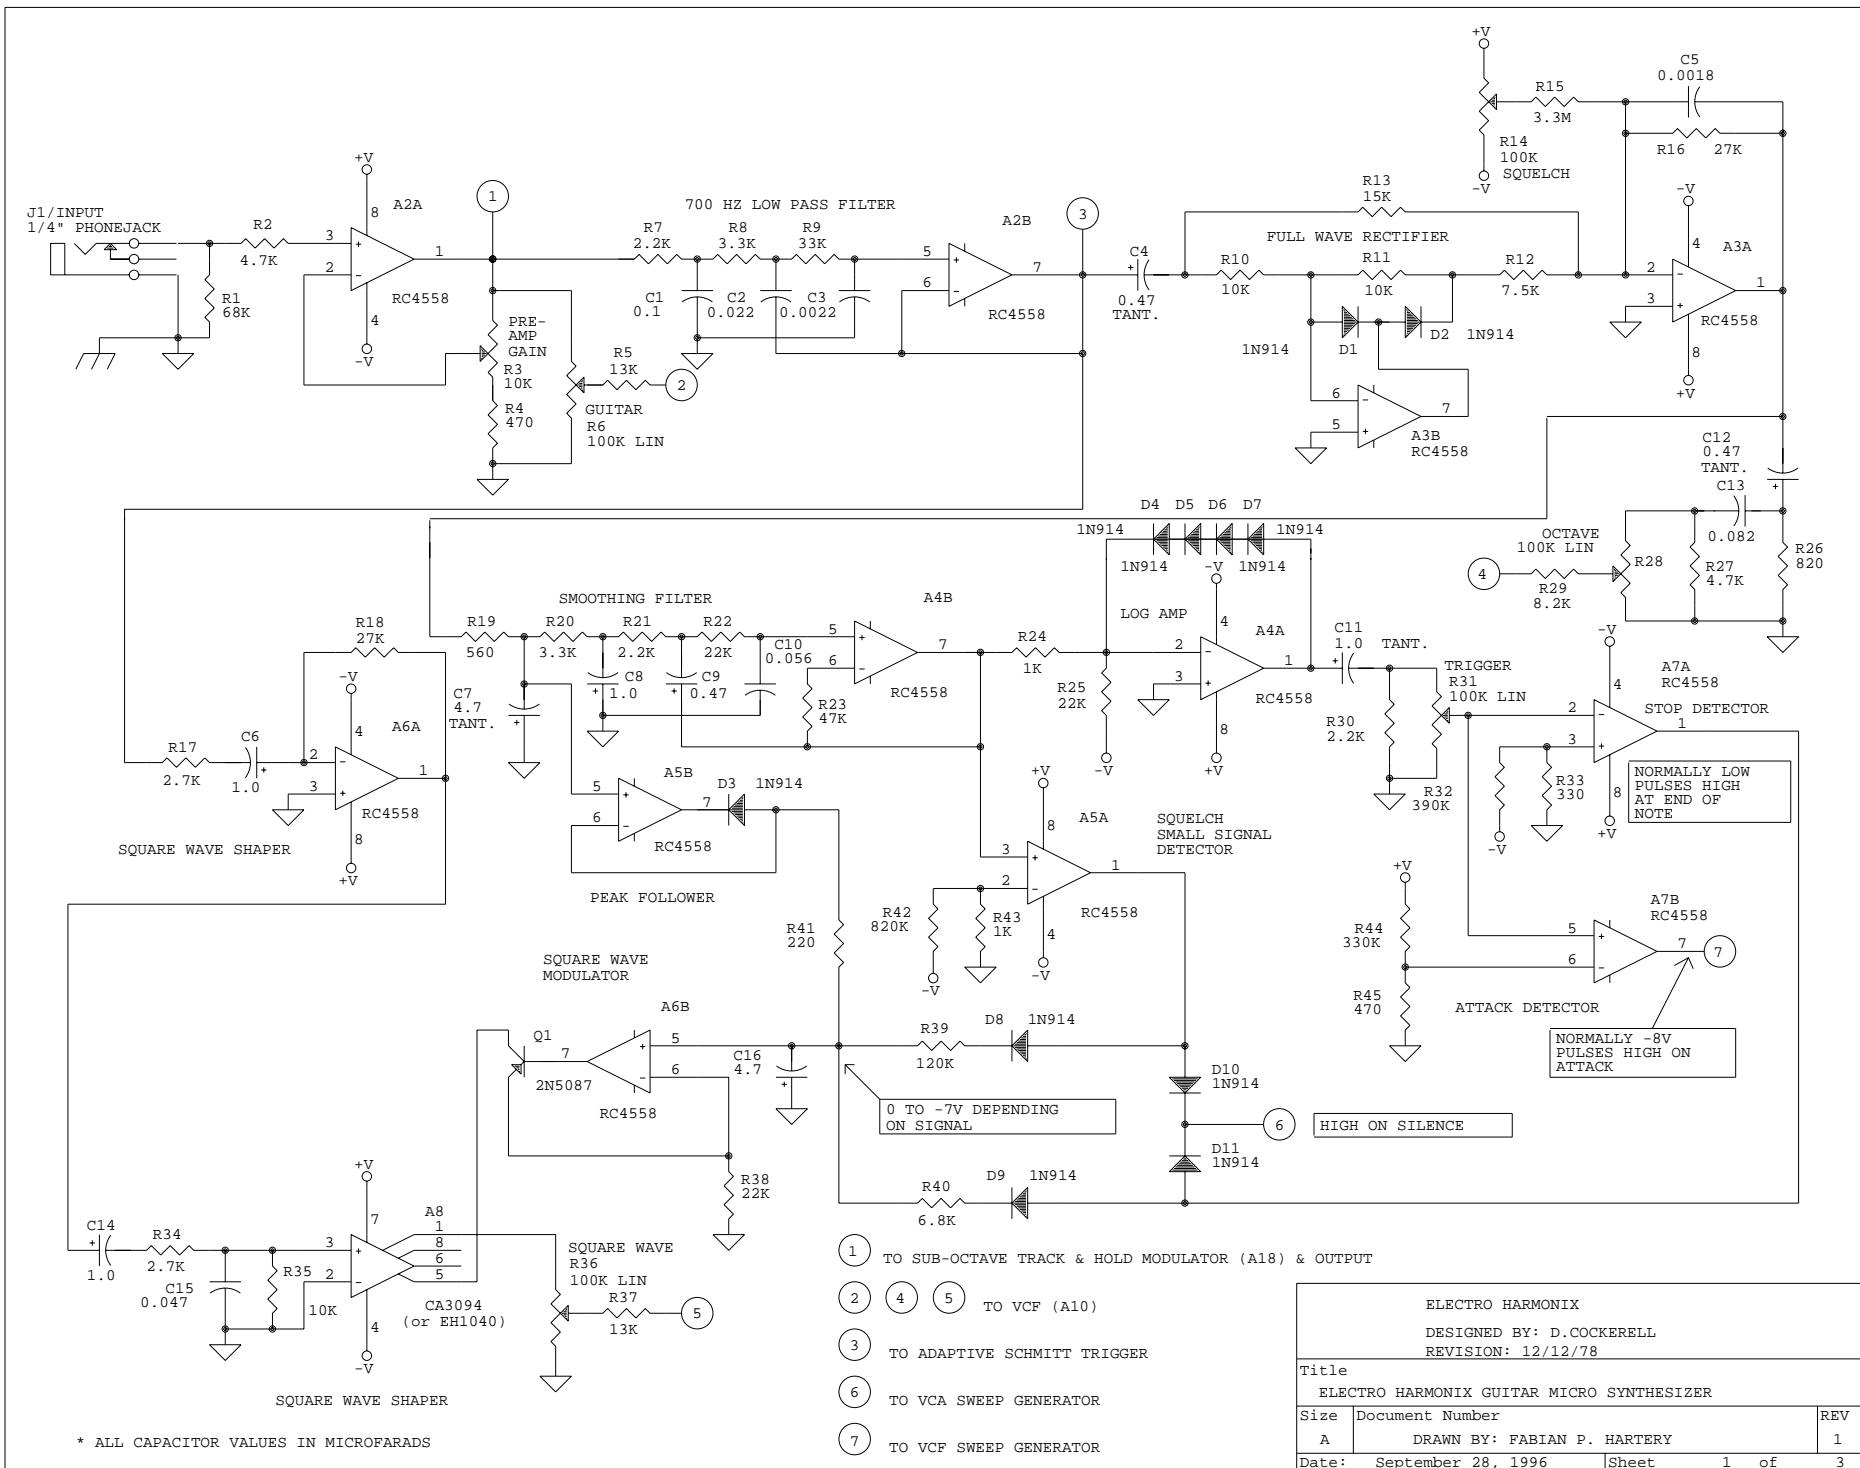 +V
C5
0.0018
R15
3.3M
R14
100K
SQUELCH
-V
R16 27K
J1/INPUT
1/4" PHONEJACK
R2
4.7K
R1
68K
+V
8
A2A
3
+
2
-
1
RC4558
4
-V
1
PRE-
AMP
GAIN
R3
10K
R4
470
R5
13K
2
GUITAR
R6
100K LIN
700 HZ LOW PASS FILTER
R7
2.2K
R8
3.3K
R9
33K
C1
0.1
C2
0.022
C3
0.0022
A2B
5
+
6
-
7
RC4558
3
C4
+
0.47
TANT.
R13
15K
FULL WAVE RECTIFIER
R10
10K
R11
10K
R12
7.5K
1N914
D1
D2
1N914
6
-
5
+
7
A3B
RC4558
-V
4
A3A
2
-
3
+
1
RC4558
8
+V
C12
0.47
TANT.
+
C13
0.082
OCTAVE
100K LIN
R28
4
R29
8.2K
R27
4.7K
R26
820
D4 D5 D6 D7
1N914
1N914
1N914
1N914
SMOOTHING FILTER
R19
560
R20
3.3K
R21
2.2K
R22
22K
C7
4.7
TANT.
+
C8
1.0
+
C9
0.47
+
C10
0.056
A4B
5
+
6
-
7
RC4558
R23
47K
R24
1K
R25
22K
-V
LOG AMP
-V
4
A4A
2
-
3
+
1
RC4558
8
+V
C11
1.0
+
TANT.
R30
2.2K
TRIGGER
R31
100K LIN
-V
4
A7A
RC4558
STOP DETECTOR
2
-
3
+
1
8
+V
R32
390K
-V
R33
330
NORMALLY LOW
PULSES HIGH
AT END OF
NOTE
R18
27K
-V
4
A6A
R17
2.7K
C6
+
1.0
2
-
3
+
1
RC4558
8
+V
SQUARE WAVE SHAPER
A5B
5
+
6
-
7
RC4558
D3 1N914
PEAK FOLLOWER
+V
8
A5A
3
+
2
-
1
RC4558
4
-V
SQUELCH
SMALL SIGNAL
DETECTOR
R42
820K
-V
R43
1K
R41
220
+V
R44
330K
R45
470
A7B
RC4558
5
+
6
-
7
7
ATTACK DETECTOR
NORMALLY -8V
PULSES HIGH ON
ATTACK
SQUARE WAVE
MODULATOR
Q1
2N5087
A6B
7
5
+
6
-
RC4558
C16
4.7
+
R39
120K
D8 1N914
D10
1N914
0 TO -7V DEPENDING
ON SIGNAL
6
HIGH ON SILENCE
D11
1N914
R38
22K
R40
6.8K
D9 1N914
C14
+
1.0
R34
2.7K
C15
0.047
R35
10K
+V
7
A8
3
+
2
-
1
8
6
5
CA3094
(or EH1040)
4
-V
SQUARE WAVE SHAPER
SQUARE WAVE
R36
100K LIN
R37
13K
5
1 TO SUB-OCTAVE TRACK & HOLD MODULATOR (A18) & OUTPUT
2 4 5 TO VCF (A10)
3 TO ADAPTIVE SCHMITT TRIGGER
6 TO VCA SWEEP GENERATOR
7 TO VCF SWEEP GENERATOR
* ALL CAPACITOR VALUES IN MICROFARADS
ELECTRO HARMONIX
DESIGNED BY: D.COCKERELL
REVISION: 12/12/78
Title
ELECTRO HARMONIX GUITAR MICRO SYNTHESIZER
Size Document Number REV
A DRAWN BY: FABIAN P. HARTERY 1
Date: September 28, 1996 Sheet 1 of 3